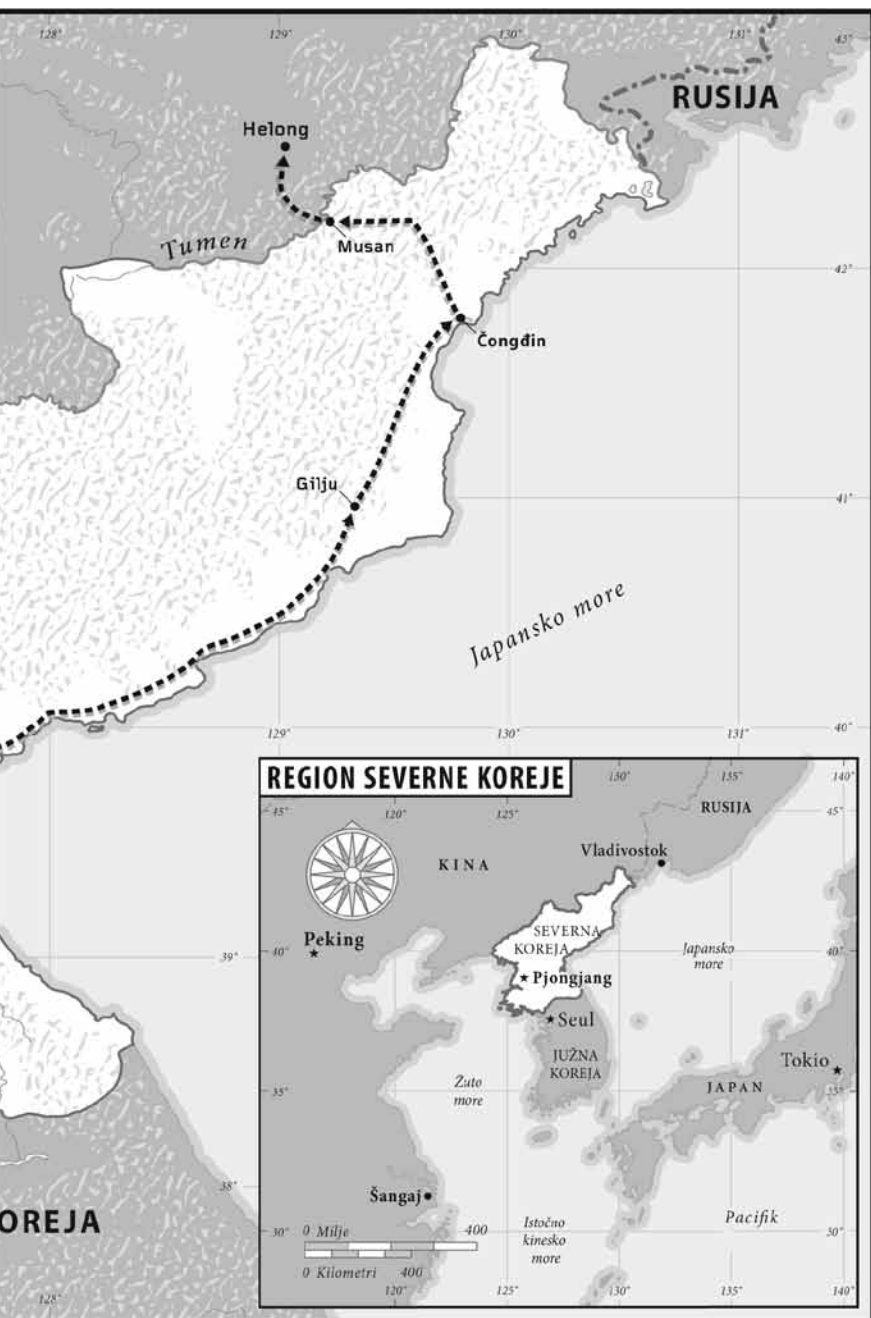 128°
129°
130°
131°
43°
RUSIJA
Helong
Tumen
Musan
42°
Čongđin
Gilju
41°
Japansko more
129°
130°
131°
40°
REGION SEVERNE KOREJE
120°
125°
130°
135°
140°
45°
45°
RUSIJA
KINA
Vladivostok
SEVERNA
KOREJA
Peking
40°
40°
Japansko
more
Pjongjang
39°
Seul
JUŽNA
KOREJA
Tokio
JAPAN
Žuto
more
35°
35°
38°
Šangaj
OREJA
Pacifik
Istočno
kinesko
more
0 Milje 400
30°
30°
0 Kilometri 400
128°
120°
125°
130°
135°
140°